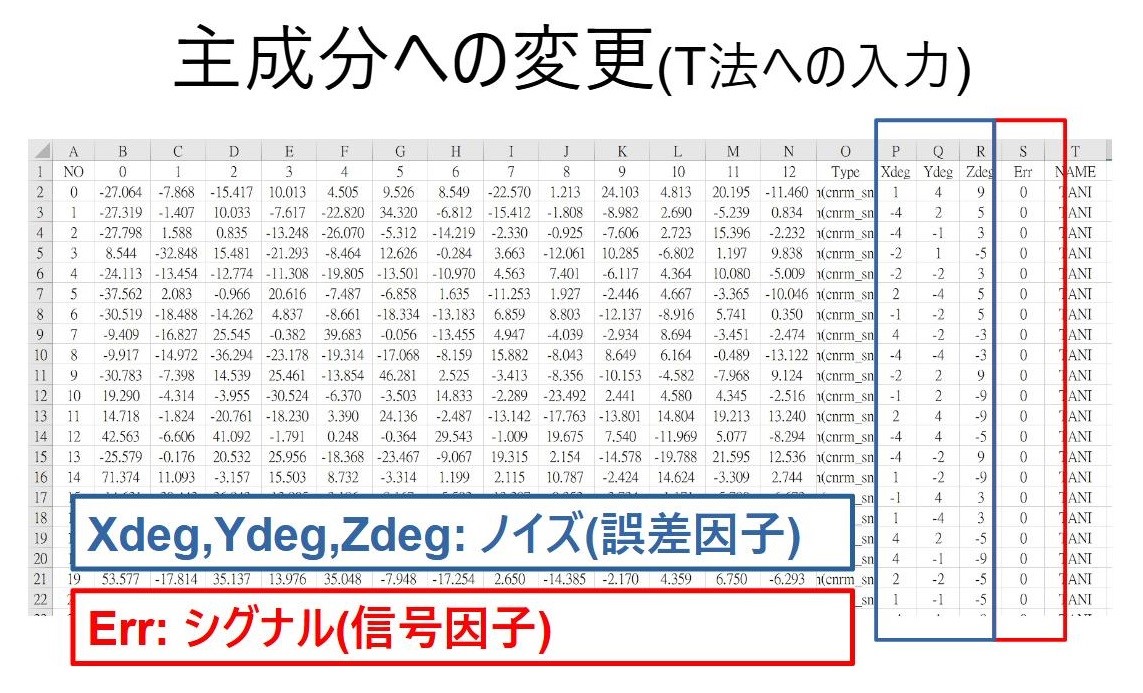 主成分への変更(T法への入力)
A B C D E F G H I J K L M N O P Q R S T
1 NO 0 1 2 3 4 5 6 7 8 9 10 11 12 Type Xdeg Ydeg Zdeg Err NAME
2 0 -27.064 -7.868 -15.417 10.013 4.505 9.526 8.549 -22.570 1.213 24.103 4.813 20.195 -11.460 n(cnrm_sn 1 4 9 0 TANI
3 1 -27.319 -1.407 10.033 -7.617 -22.820 34.320 -6.812 -15.412 -1.808 -8.982 2.690 -5.239 0.834 n(cnrm_sn -4 2 5 0 TANI
4 2 -27.798 1.588 0.835 -13.248 -26.070 -5.312 -14.219 -2.330 -0.925 -7.606 2.723 15.396 -2.232 n(cnrm_sn -4 -1 3 0 TANI
5 3 8.544 -32.848 15.481 -21.293 -8.464 12.626 -0.284 3.663 -12.061 10.285 -6.802 1.197 9.838 n(cnrm_sn -2 1 -5 0 TANI
6 4 -24.113 -13.454 -12.774 -11.308 -19.805 -13.501 -10.970 4.563 7.401 -6.117 4.364 10.080 -5.009 n(cnrm_sn -2 -2 3 0 TANI
7 5 -37.562 2.083 -0.966 20.616 -7.487 -6.858 1.635 -11.253 1.927 -2.446 4.667 -3.365 -10.046 n(cnrm_sn 2 -4 5 0 TANI
8 6 -30.519 -18.488 -14.262 4.837 -8.661 -18.334 -13.183 6.859 8.803 -12.137 -8.916 5.741 0.350 n(cnrm_sn -1 -2 5 0 TANI
9 7 -9.409 -16.827 25.545 -0.382 39.683 -0.056 -13.455 4.947 -4.039 -2.934 8.694 -3.451 -2.474 n(cnrm_sn 4 -2 -3 0 TANI
10 8 -9.917 -14.972 -36.294 -23.178 -19.314 -17.068 -8.159 15.882 -8.043 8.649 6.164 -0.489 -13.122 n(cnrm_sn -4 -4 -3 0 TANI
11 9 -30.783 -7.398 14.539 25.461 -13.854 46.281 2.525 -3.413 -8.356 -10.153 -4.582 -7.968 9.124 n(cnrm_sn -2 2 9 0 TANI
12 10 19.290 -4.314 -3.955 -30.524 -6.370 -3.503 14.833 -2.289 -23.492 2.441 4.580 4.345 -2.516 n(cnrm_sn -1 2 -9 0 TANI
13 11 14.718 -1.824 -20.761 -18.230 3.390 24.136 -2.487 -13.142 -17.763 -13.801 14.804 19.213 13.240 n(cnrm_sn 2 4 -9 0 TANI
14 12 42.563 -6.606 41.092 -1.791 0.248 -0.364 29.543 -1.009 19.675 7.540 -11.969 5.077 -8.294 n(cnrm_sn -4 4 -5 0 TANI
15 13 -25.579 -0.176 20.532 25.956 -18.368 -23.467 -9.067 19.315 2.154 -14.578 -19.788 21.595 12.536 n(cnrm_sn -4 -2 9 0 TANI
16 14 71.374 11.093 -3.157 15.503 8.732 -3.314 1.199 2.115 10.787 -2.424 14.624 -3.309 2.744 n(cnrm_sn 1 -2 -9 0 TANI
17 _sn -1 4 3 0 TANI
18 _sn 1 -4 3 0 TANI
19 _sn 4 2 -5 0 TANI
20 _sn 4 -1 -9 0 TANI
Xdeg,Ydeg,Zdeg: ノイズ(誤差因子)
21 19 53.577 -17.814 35.137 13.976 35.048 -7.948 -17.254 2.650 -14.385 -2.170 4.359 6.750 -6.293 n(cnrm_sn 2 -2 -5 0 TANI
22 _sn 1 -1 -5 0 TANI
Err: シグナル(信号因子)